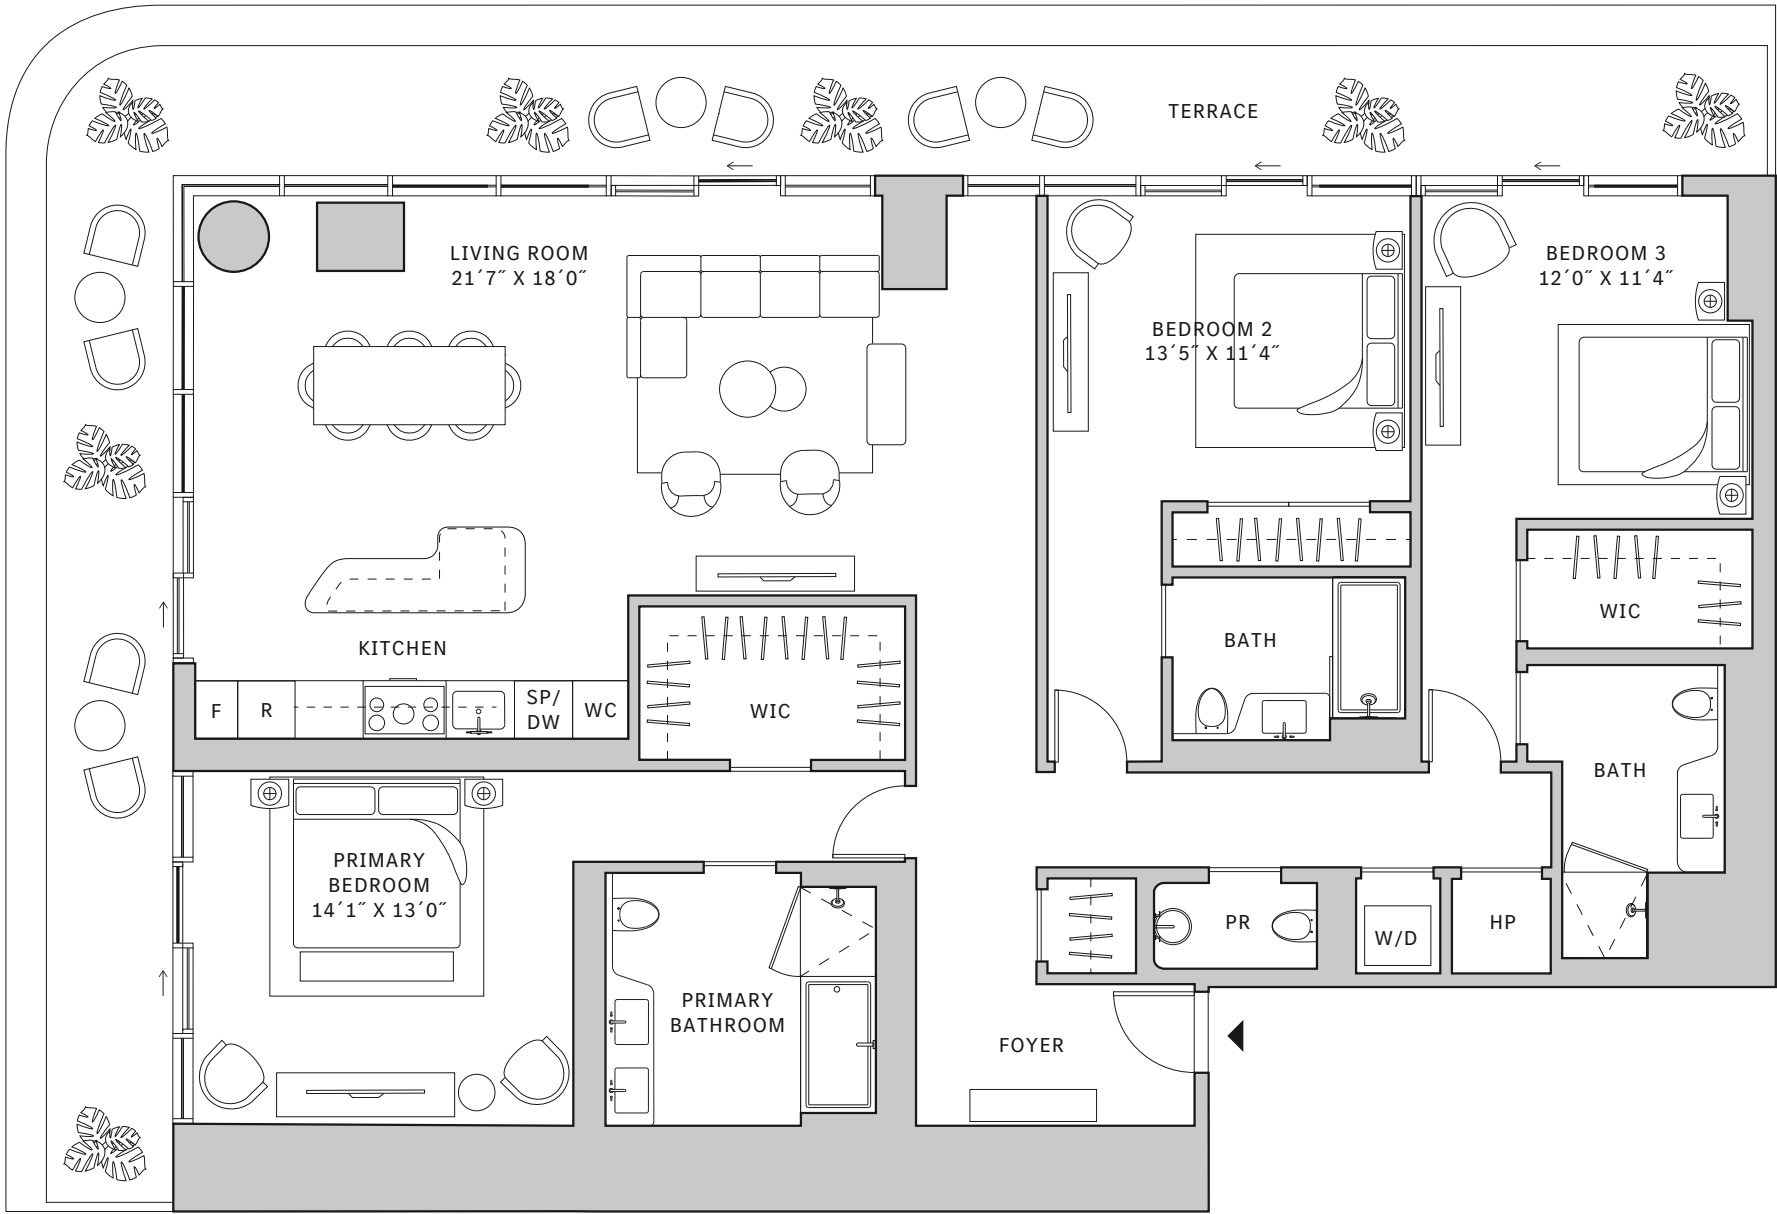 TERRACE
LIVING ROOM
21´7˝ X 18´0˝
BEDROOM 3
12´0˝ X 11´4˝
BEDROOM 2
13´5˝ X 11´4˝
WIC
BATH
KITCHEN
F
R
SP/
DW
WC
WIC
BATH
PRIMARY
BEDROOM
14´1˝ X 13´0˝
PR
W/D
HP
PRIMARY
BATHROOM
FOYER